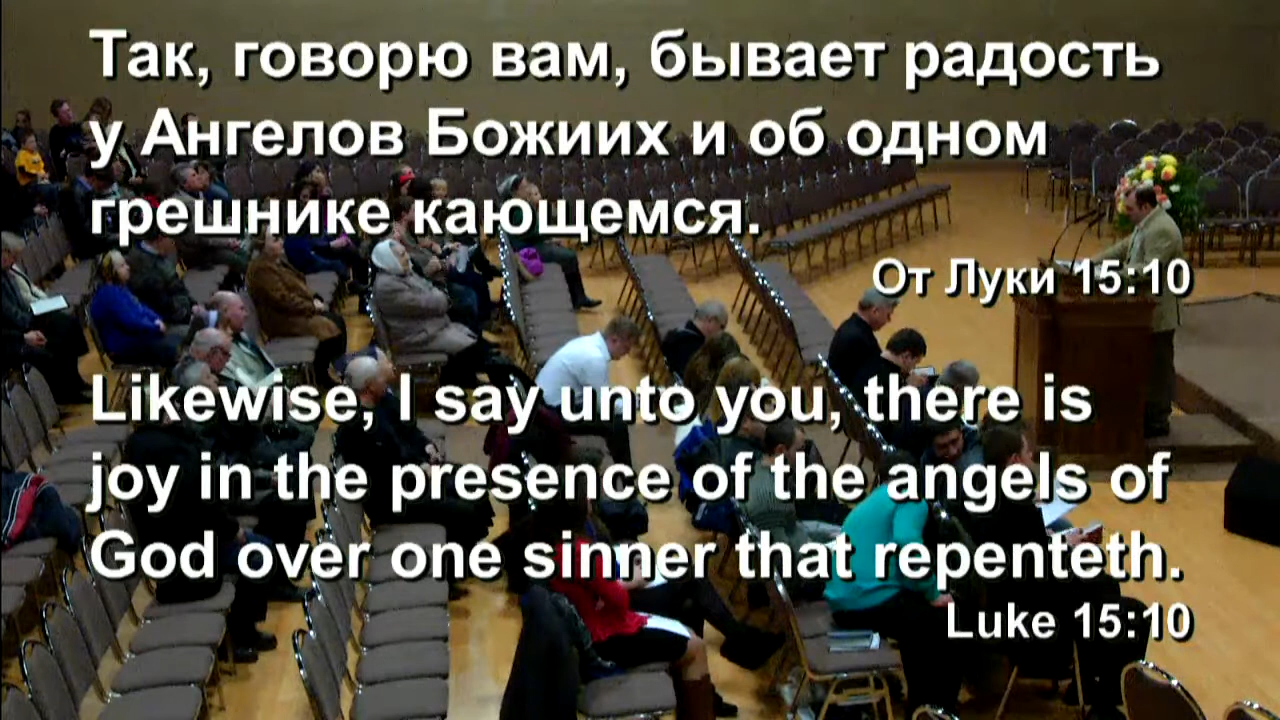 Так, говорю вам, бывает радость
у Ангелов Божиих и об одном
грешнике кающемся.
От Луки 15:10
Likewise, I say unto you, there is
joy in the presence of the angels of
God over one sinner that repenteth.
Luke 15:10